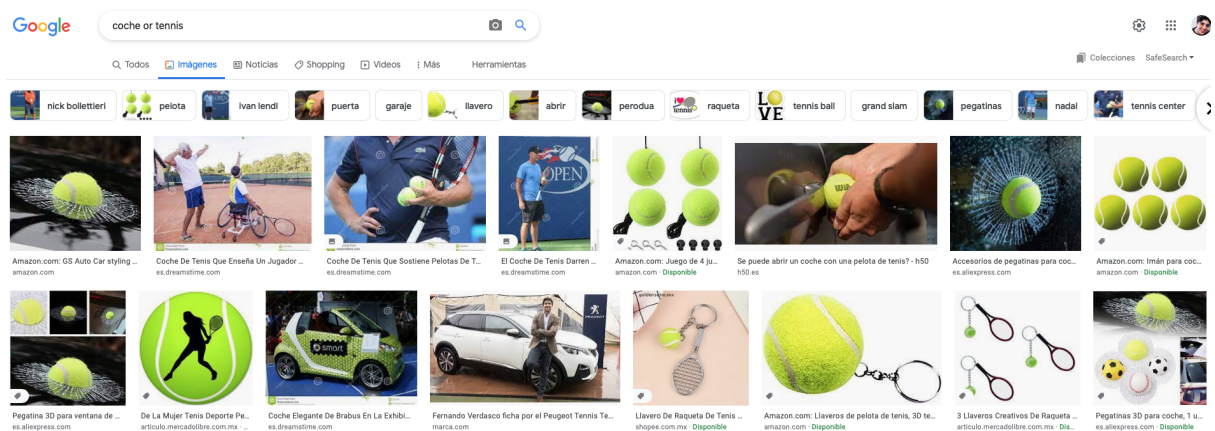 Google
coche or tennis
Todos Imágenes Noticias Shopping Videos Más Herramientas
Colecciones SafeSearch
nick bollettieri pelota ivan lendl puerta garaje llavero abrir perodua raqueta tennis ball grand slam pegatinas nadal tennis center
OPEN
Amazon.com: GS Auto Car styling ...
amazon.com
Coche De Tenis Que Enseña Un Jugador ...
es.dreamstime.com
Coche De Tenis Que Sostiene Pelotas De T...
es.dreamstime.com
El Coche De Tenis Darren ...
es.dreamstime.com
Amazon.com: Juego de 4 ju...
amazon.com · Disponible
Se puede abrir un coche con una pelota de tenis? - h50
h50.es
Accesorios de pegatinas para coc...
es.aliexpress.com
Amazon.com: Imán para coc...
amazon.com · Disponible
smart
PEUGEOT
Pegatina 3D para ventana de ...
es.aliexpress.com
De La Mujer Tenis Deporte Pe...
articulo.mercadolibre.com.mx · ...
Coche Elegante De Brabus En La Exhibi...
es.dreamstime.com
Fernando Verdasco ficha por el Peugeot Tennis Te...
marca.com
Llavero De Raqueta De Tenis ...
shopee.com.mx · Disponible
Amazon.com: Llaveros de pelota de tenis, 3D te...
amazon.com · Disponible
3 Llaveros Creativos De Raqueta ...
articulo.mercadolibre.com.mx · Dis...
Pegatinas 3D para coche, 1 u...
es.aliexpress.com · Disponible